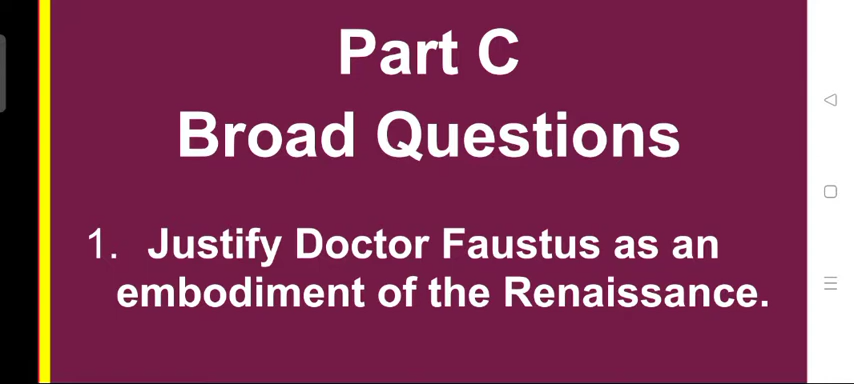 Part C
Broad Questions
1. Justify Doctor Faustus as an
embodiment of the Renaissance.